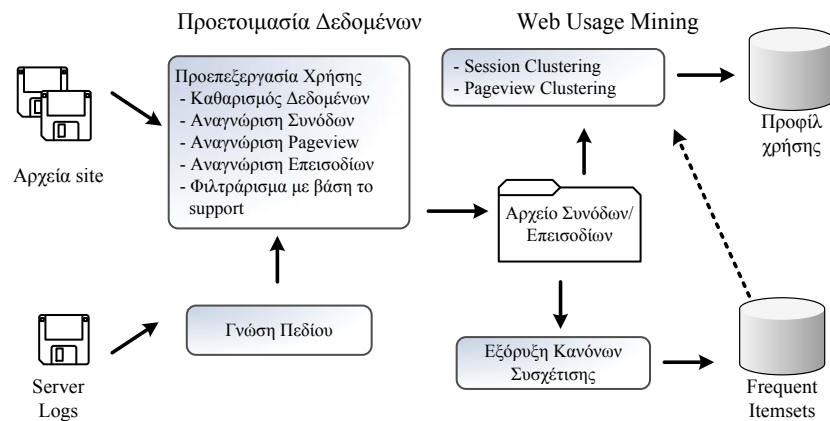 Προετοιμασία Δεδομένων
Web Usage Mining
Προεπεξεργασία Χρήσης
- Καθαρισμός Δεδομένων
- Αναγνώριση Συνόδων
- Αναγνώριση Pageview
- Αναγνώριση Επεισοδίων
- Φιλτράρισμα με βάση το
support
- Session Clustering
- Pageview Clustering
Προφίλ
χρήσης
Αρχεία site
Αρχείο Συνόδων/
Επεισοδίων
Γνώση Πεδίου
Εξόρυξη Κανόνων
Συσχέτισης
Server
Logs
Frequent
Itemsets